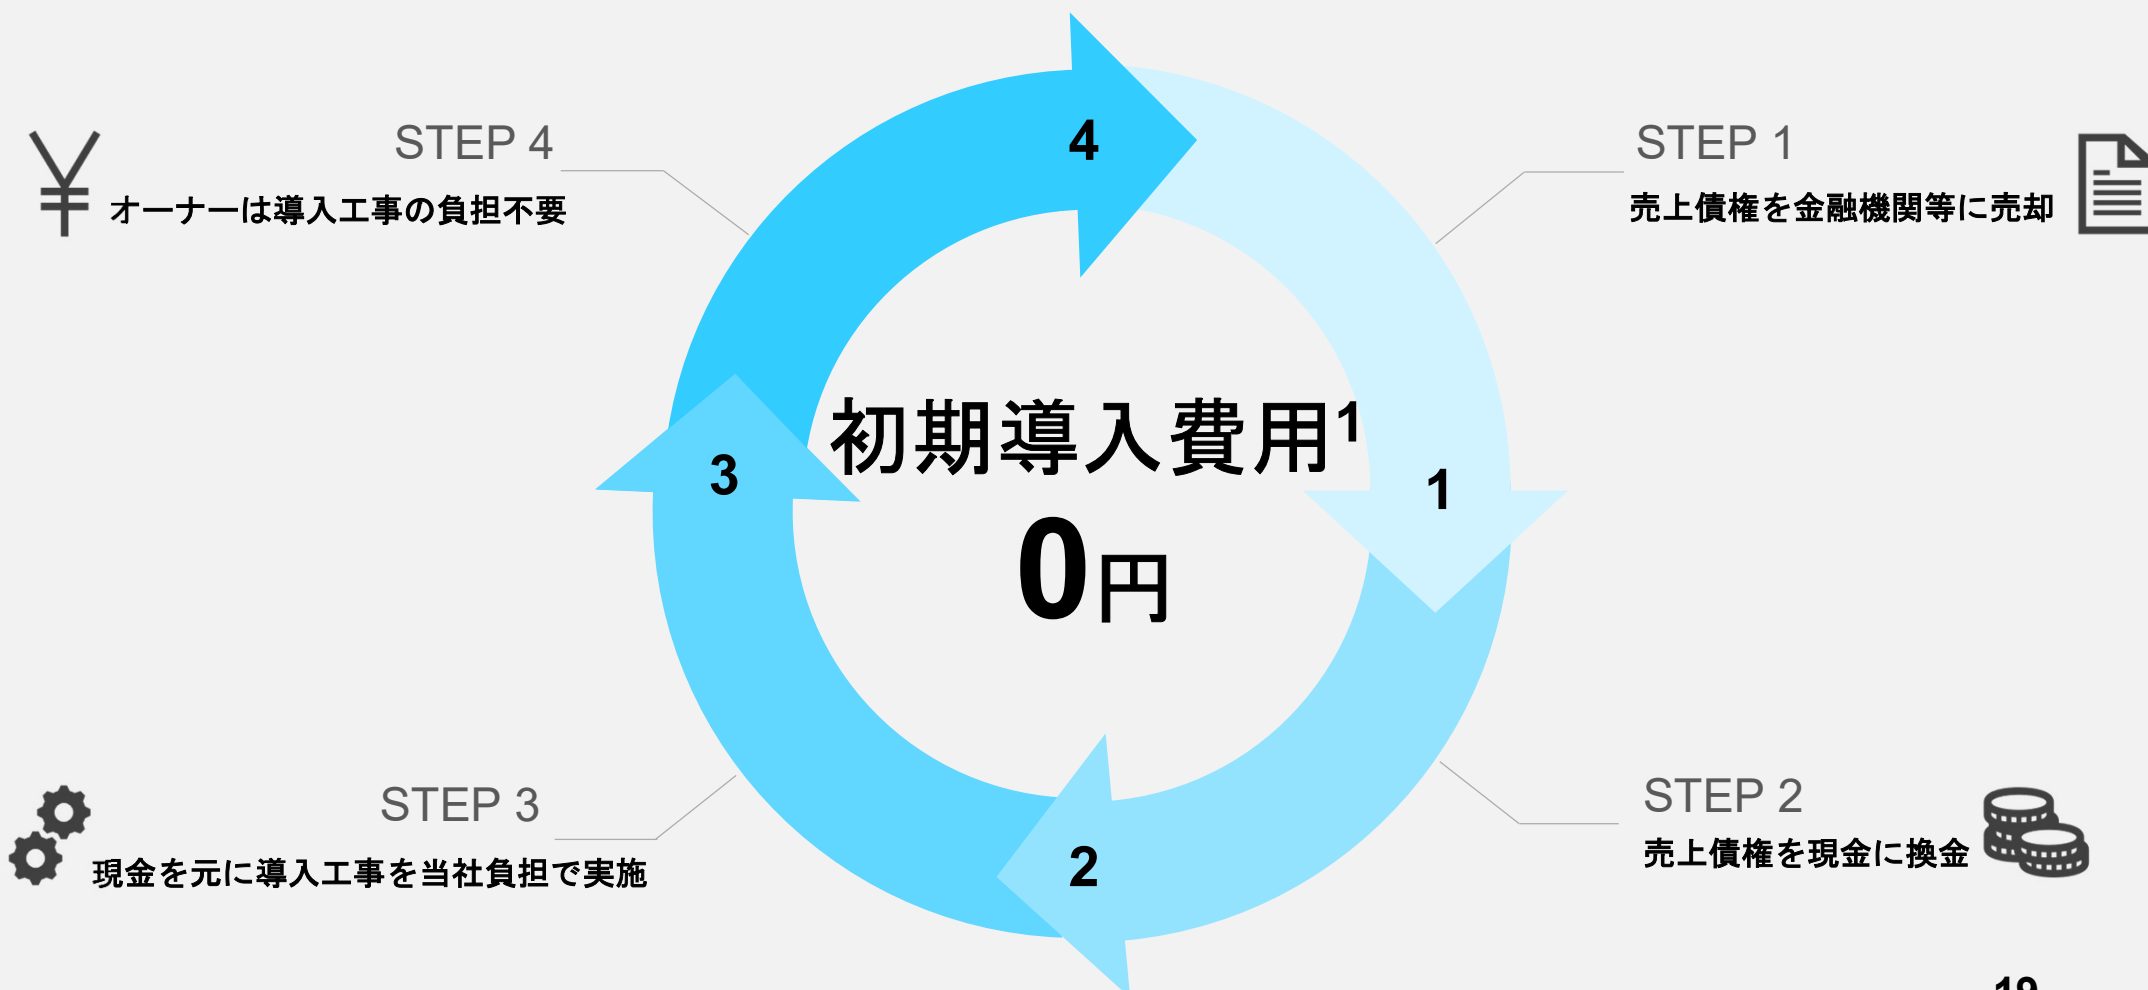 STEP 4
オーナーは導入工事の負担不要
STEP 1
売上債権を金融機関等に売却
4
初期導入費用1
0円
3
1
STEP 3
現金を元に導入工事を当社負担で実施
STEP 2
売上債権を現金に換金
2
19